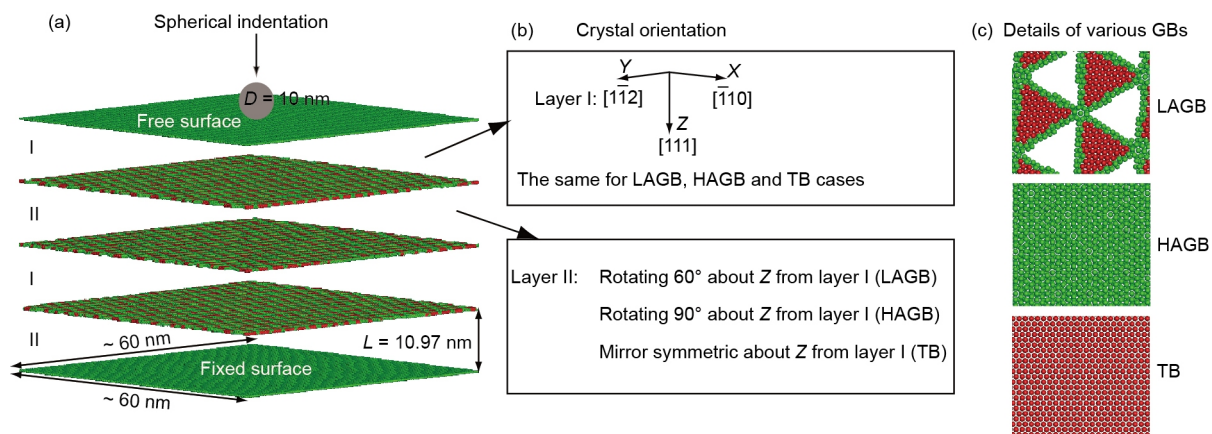 (a)
Spherical indentation
D = 10 nm
Free surface
I
II
I
II
~ 60 nm
~ 60 nm
L = 10.97 nm
Fixed surface
(b) Crystal orientation
Y
X
Layer I: [11̄2]
[1̄10]
Z
[111]
The same for LAGB, HAGB and TB cases
Layer II: Rotating 60° about Z from layer I (LAGB)
Rotating 90° about Z from layer I (HAGB)
Mirror symmetric about Z from layer I (TB)
(c) Details of various GBs
LAGB
HAGB
TB